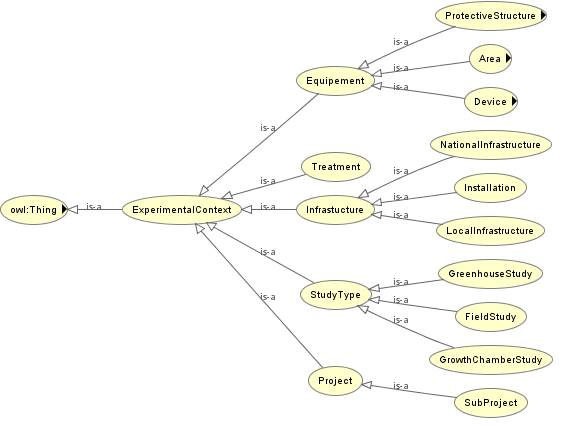 ProtectiveStructure
is-a
Area
is-a
Equipement
Device
is-a
is-a
NationalInfrastructure
is-a
Treatment
is-a
Installation
is-a
owl:Thing
is-a
ExperimentalContext
is-a
Infrastucture
is-a
LocalInfrastructure
is-a
GreenhouseStudy
is-a
StudyType
is-a
FieldStudy
is-a
is-a
GrowthChamberStudy
is-a
Project
is-a
SubProject